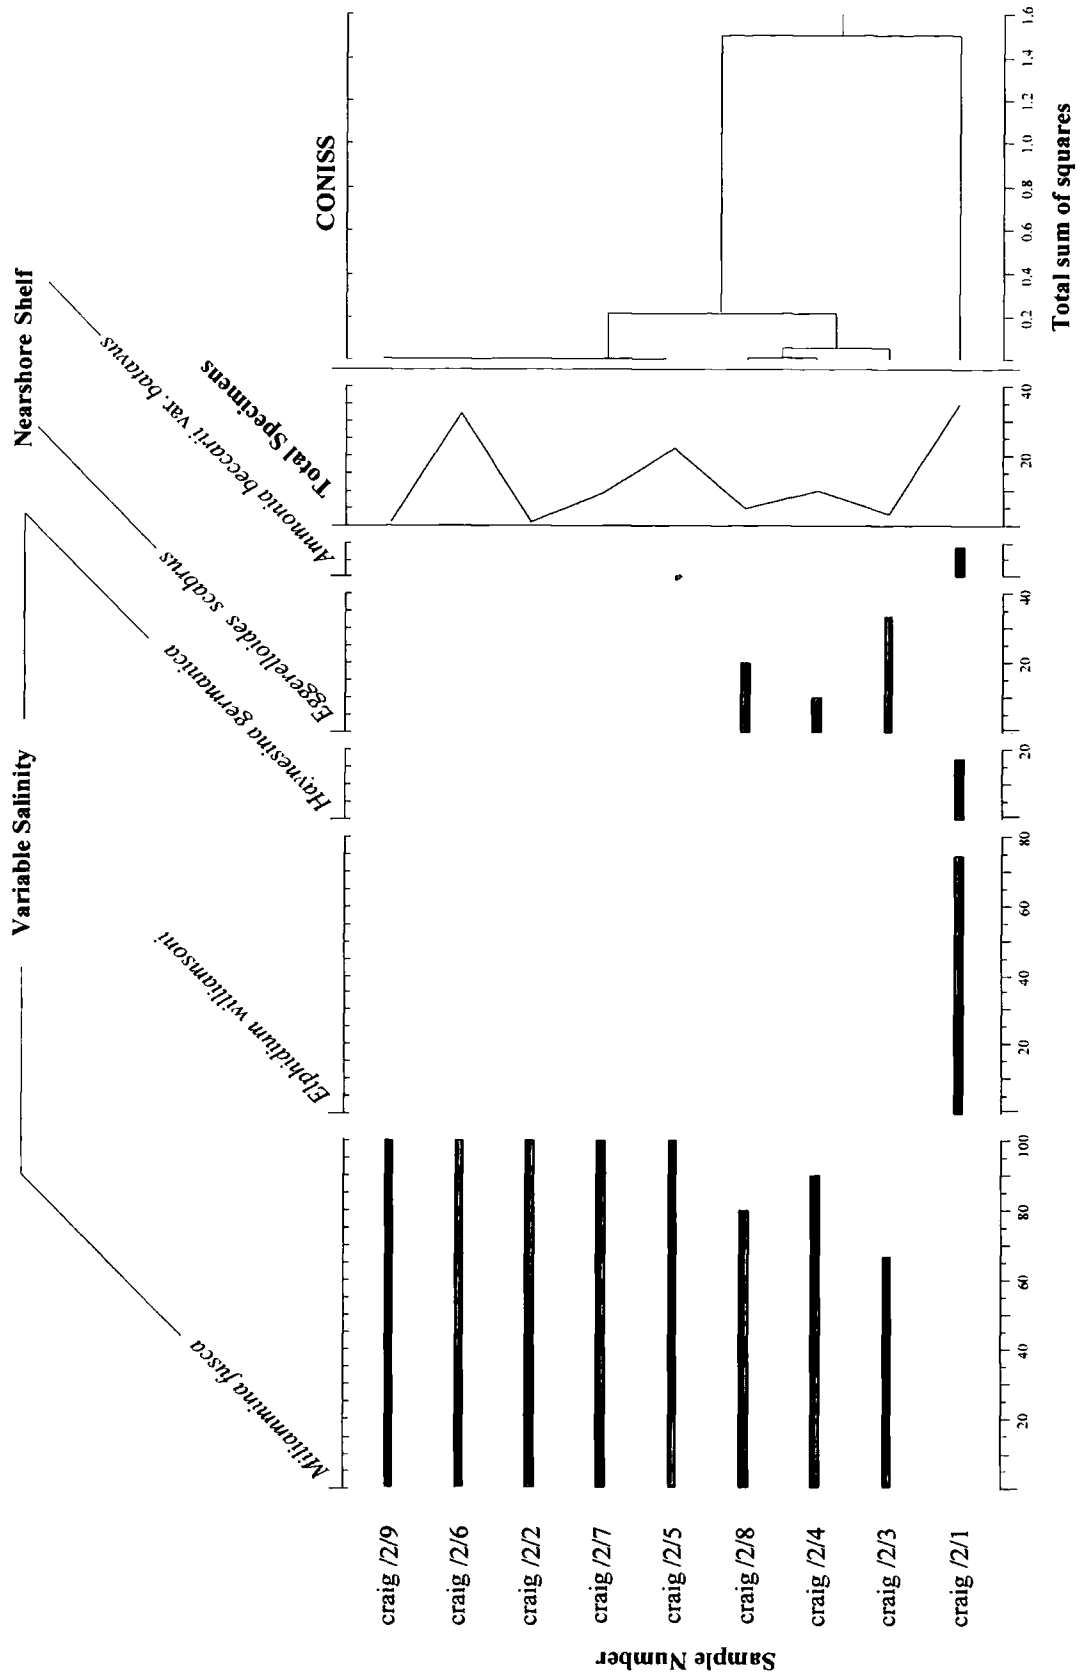 Variable Salinity
Nearshore Shelf
Miliammina fusca
Elphidium williamsoni
Haynesina germanica
Eggerelloides scabrus
Ammonia beccarii var. batavus
Total Specimens
CONISS
Sample Number
craig /2/9
craig /2/6
craig /2/2
craig /2/7
craig /2/5
craig /2/8
craig /2/4
craig /2/3
craig /2/1
20 40 60 80 100
20 40 60 80
20
20 40
20 40
0.2 0.4 0.6 0.8 1.0 1.2 1.4 1.6
Total sum of squares